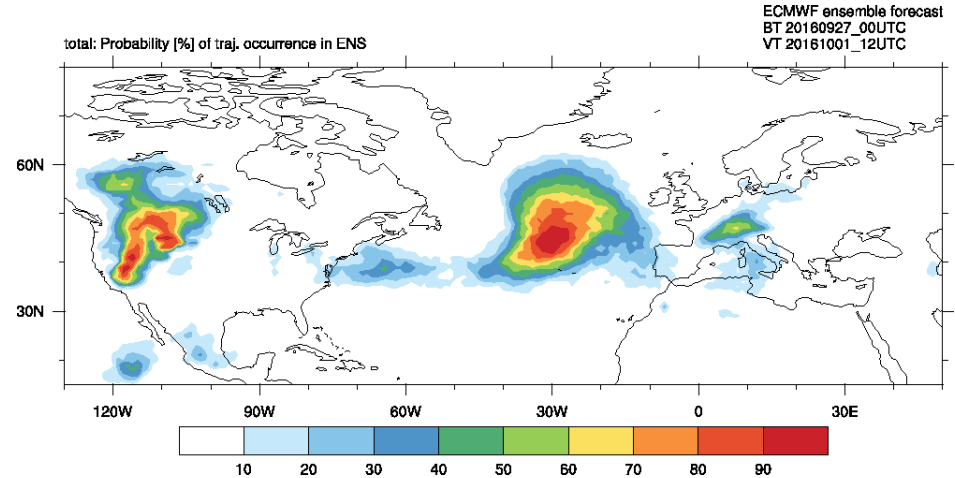 ECMWF ensemble forecast
BT 20160927_00UTC
VT 20161001_12UTC
total: Probability [%] of traj. occurrence in ENS
60N
30N
120W 90W 60W 30W 0 30E
10 20 30 40 50 60 70 80 90